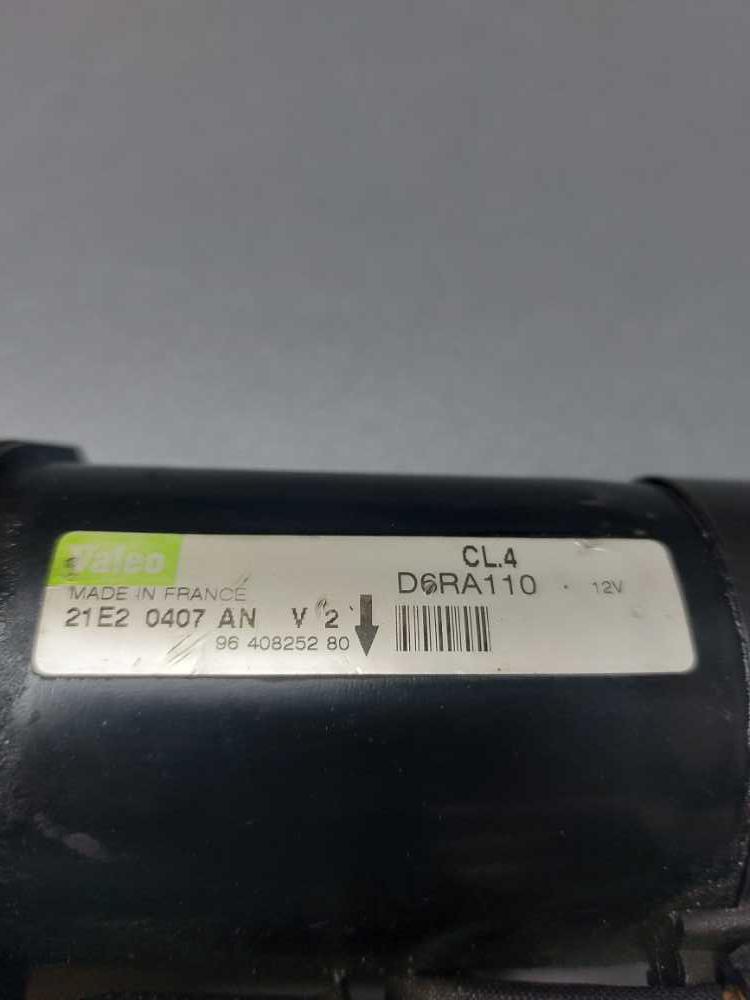 Valeo
MADE IN FRANCE
21E2 0407 AN V 2
96 408252 80
CL.4
D6RA110 12V